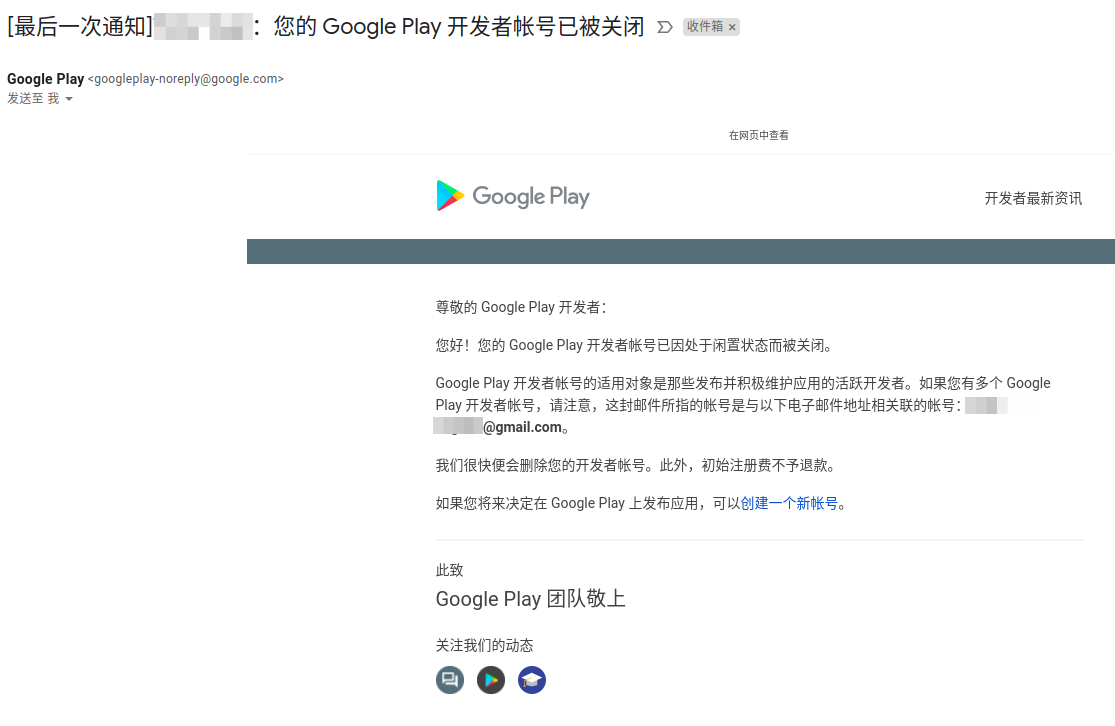 [最后一次通知]：您的 Google Play 开发者帐号已被关闭 收件箱 ×
Google Play <googleplay-noreply@google.com>
发送至 我
在网页中查看
Google Play
开发者最新资讯
尊敬的 Google Play 开发者：
您好！您的 Google Play 开发者帐号已因处于闲置状态而被关闭。
Google Play 开发者帐号的适用对象是那些发布并积极维护应用的活跃开发者。如果您有多个 Google
Play 开发者帐号，请注意，这封邮件所指的帐号是与以下电子邮件地址相关联的帐号：
@gmail.com。
我们很快便会删除您的开发者帐号。此外，初始注册费不予退款。
如果您将来决定在 Google Play 上发布应用，可以创建一个新帐号。
此致
Google Play 团队敬上
关注我们的动态